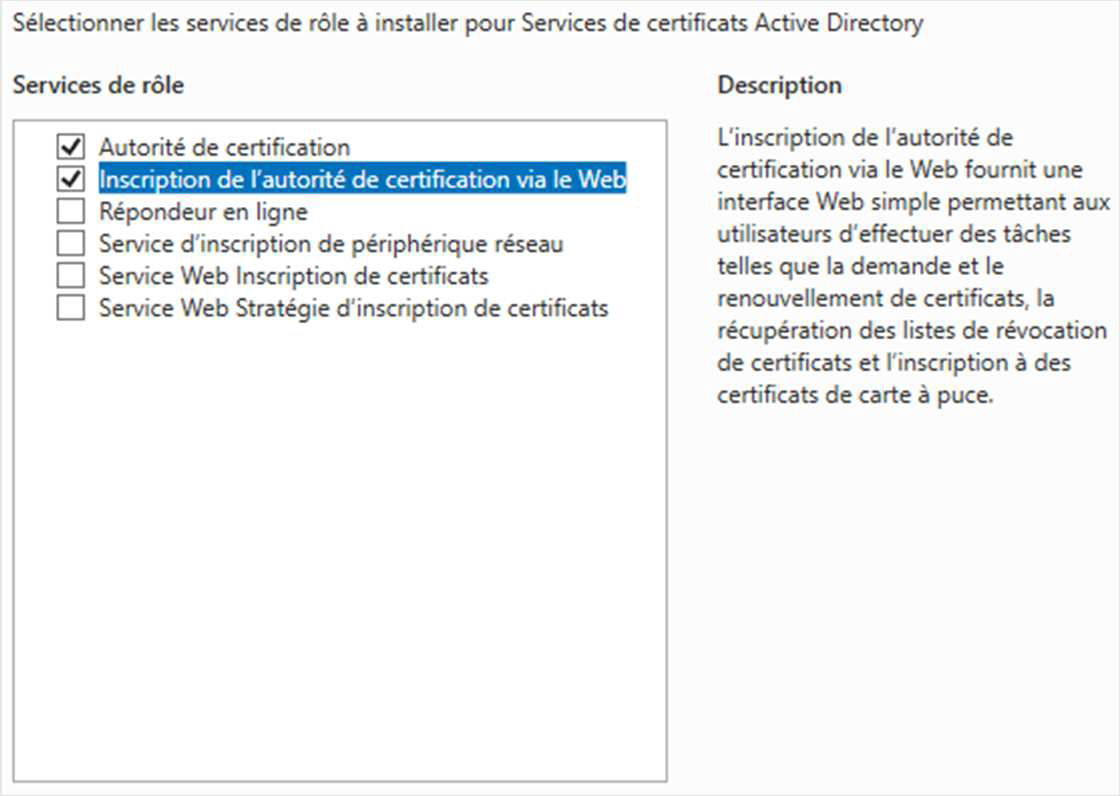 Sélectionner les services de rôle à installer pour Services de certificats Active Directory
Services de rôle
Autorité de certification
Inscription de l’autorité de certification via le Web
Répondeur en ligne
Service d’inscription de périphérique réseau
Service Web Inscription de certificats
Service Web Stratégie d’inscription de certificats
Description
L’inscription de l’autorité de
certification via le Web fournit une
interface Web simple permettant aux
utilisateurs d’effectuer des tâches
telles que la demande et le
renouvellement de certificats, la
récupération des listes de révocation
de certificats et l’inscription à des
certificats de carte à puce.